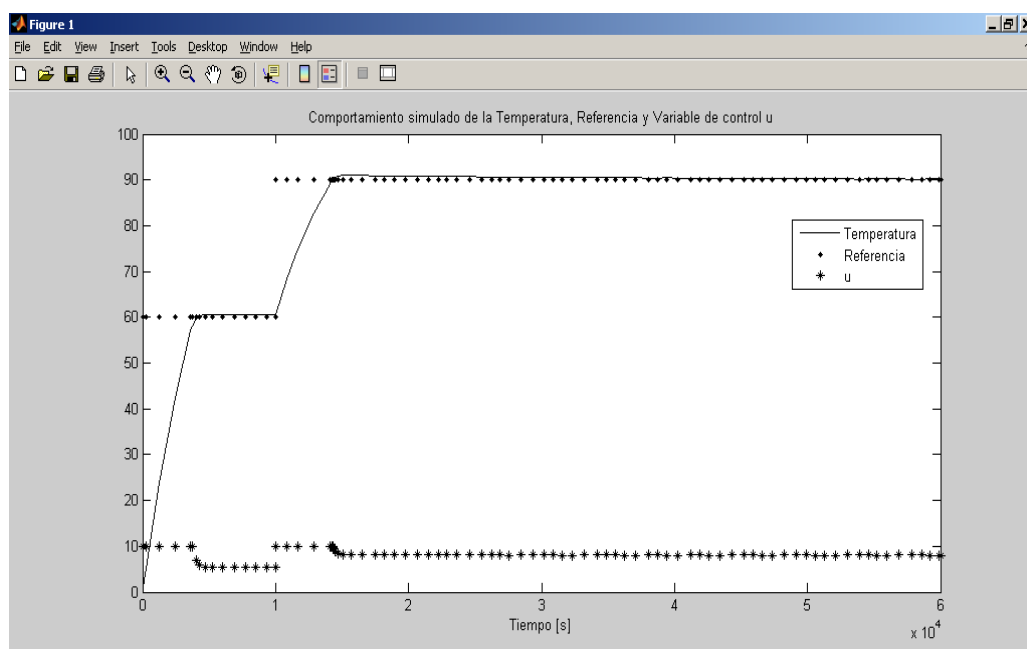 Figure 1
File Edit View Insert Tools Desktop Window Help
Comportamiento simulado de la Temperatura, Referencia y Variable de control u
100
90
80
70
60
50
40
30
20
10
0
Temperatura
Referencia
u
0 1 2 3 4 5 6
Tiempo [s]
x 10^4